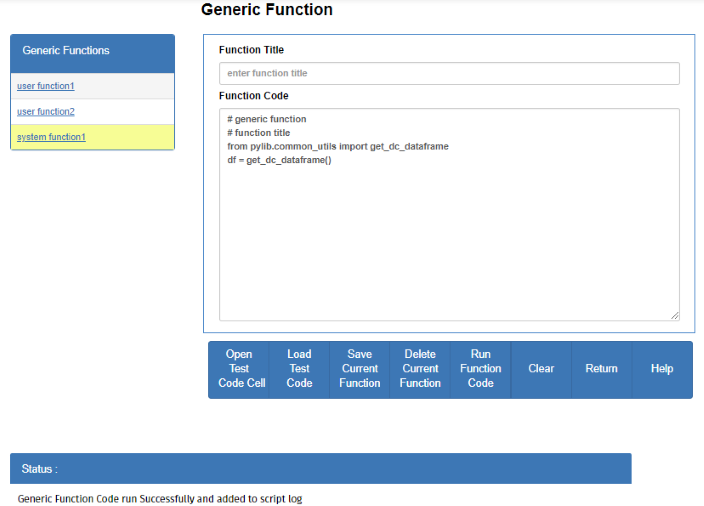 Generic Function
Generic Functions
user function1
user function2
system function1
Function Title
enter function title
Function Code
# generic function
# function title
from pylib.common_utils import get_dc_dataframe
df = get_dc_dataframe()
Open Test Code Cell
Load Test Code
Save Current Function
Delete Current Function
Run Function Code
Clear
Return
Help
Status :
Generic Function Code run Successfully and added to script log